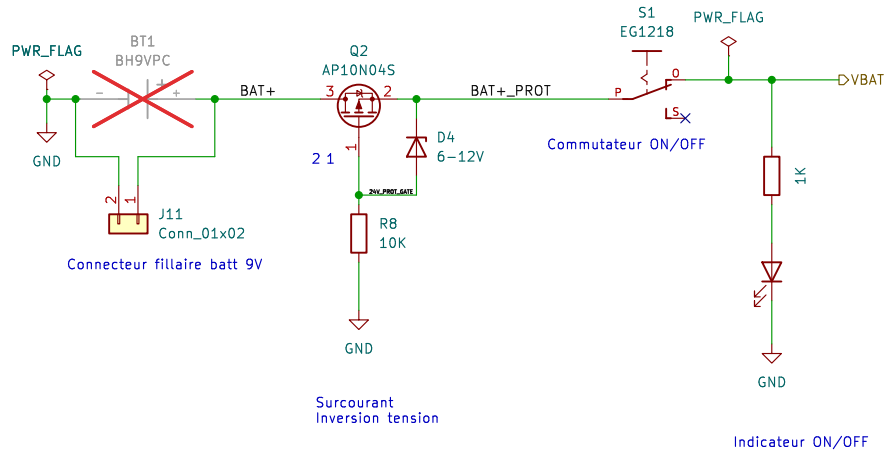 S1
EG1218
PWR_FLAG
PWR_FLAG
BT1
BH9VPC
Q2
AP10N04S
-
+
+
BAT+
3
2
BAT+_PROT
P
O
LS
VBAT
GND
1
2 1
D4
6-12V
Commutateur ON/OFF
1K
24V_PROT_GATE
2
1
J11
Conn_01x02
R8
10K
Connecteur fillaire batt 9V
GND
GND
Surcourant
Inversion tension
Indicateur ON/OFF